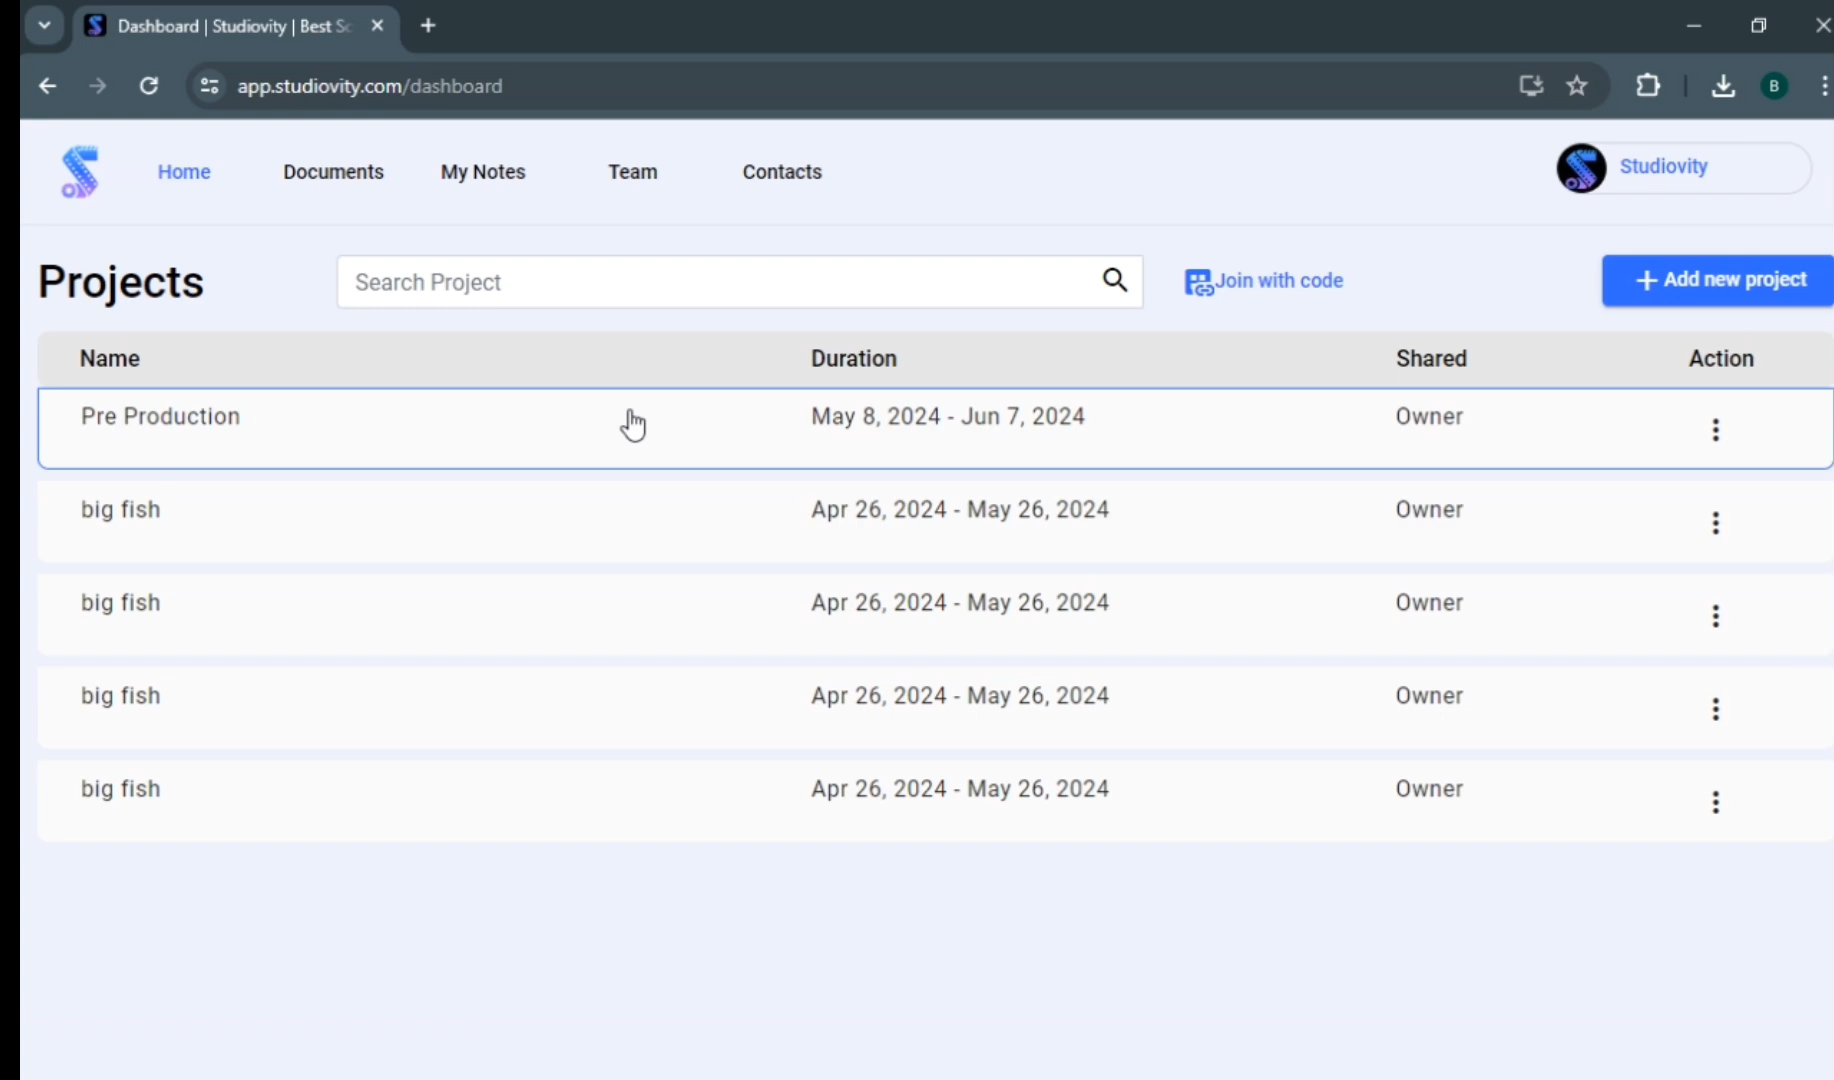 Dashboard | Studiovity | Best Sc
app.studiovity.com/dashboard
B
Home Documents My Notes Team Contacts Studiovity
Projects Search Project Join with code Add new project
Name Duration Shared Action
Pre Production May 8, 2024 - Jun 7, 2024 Owner
big fish Apr 26, 2024 - May 26, 2024 Owner
big fish Apr 26, 2024 - May 26, 2024 Owner
big fish Apr 26, 2024 - May 26, 2024 Owner
big fish Apr 26, 2024 - May 26, 2024 Owner